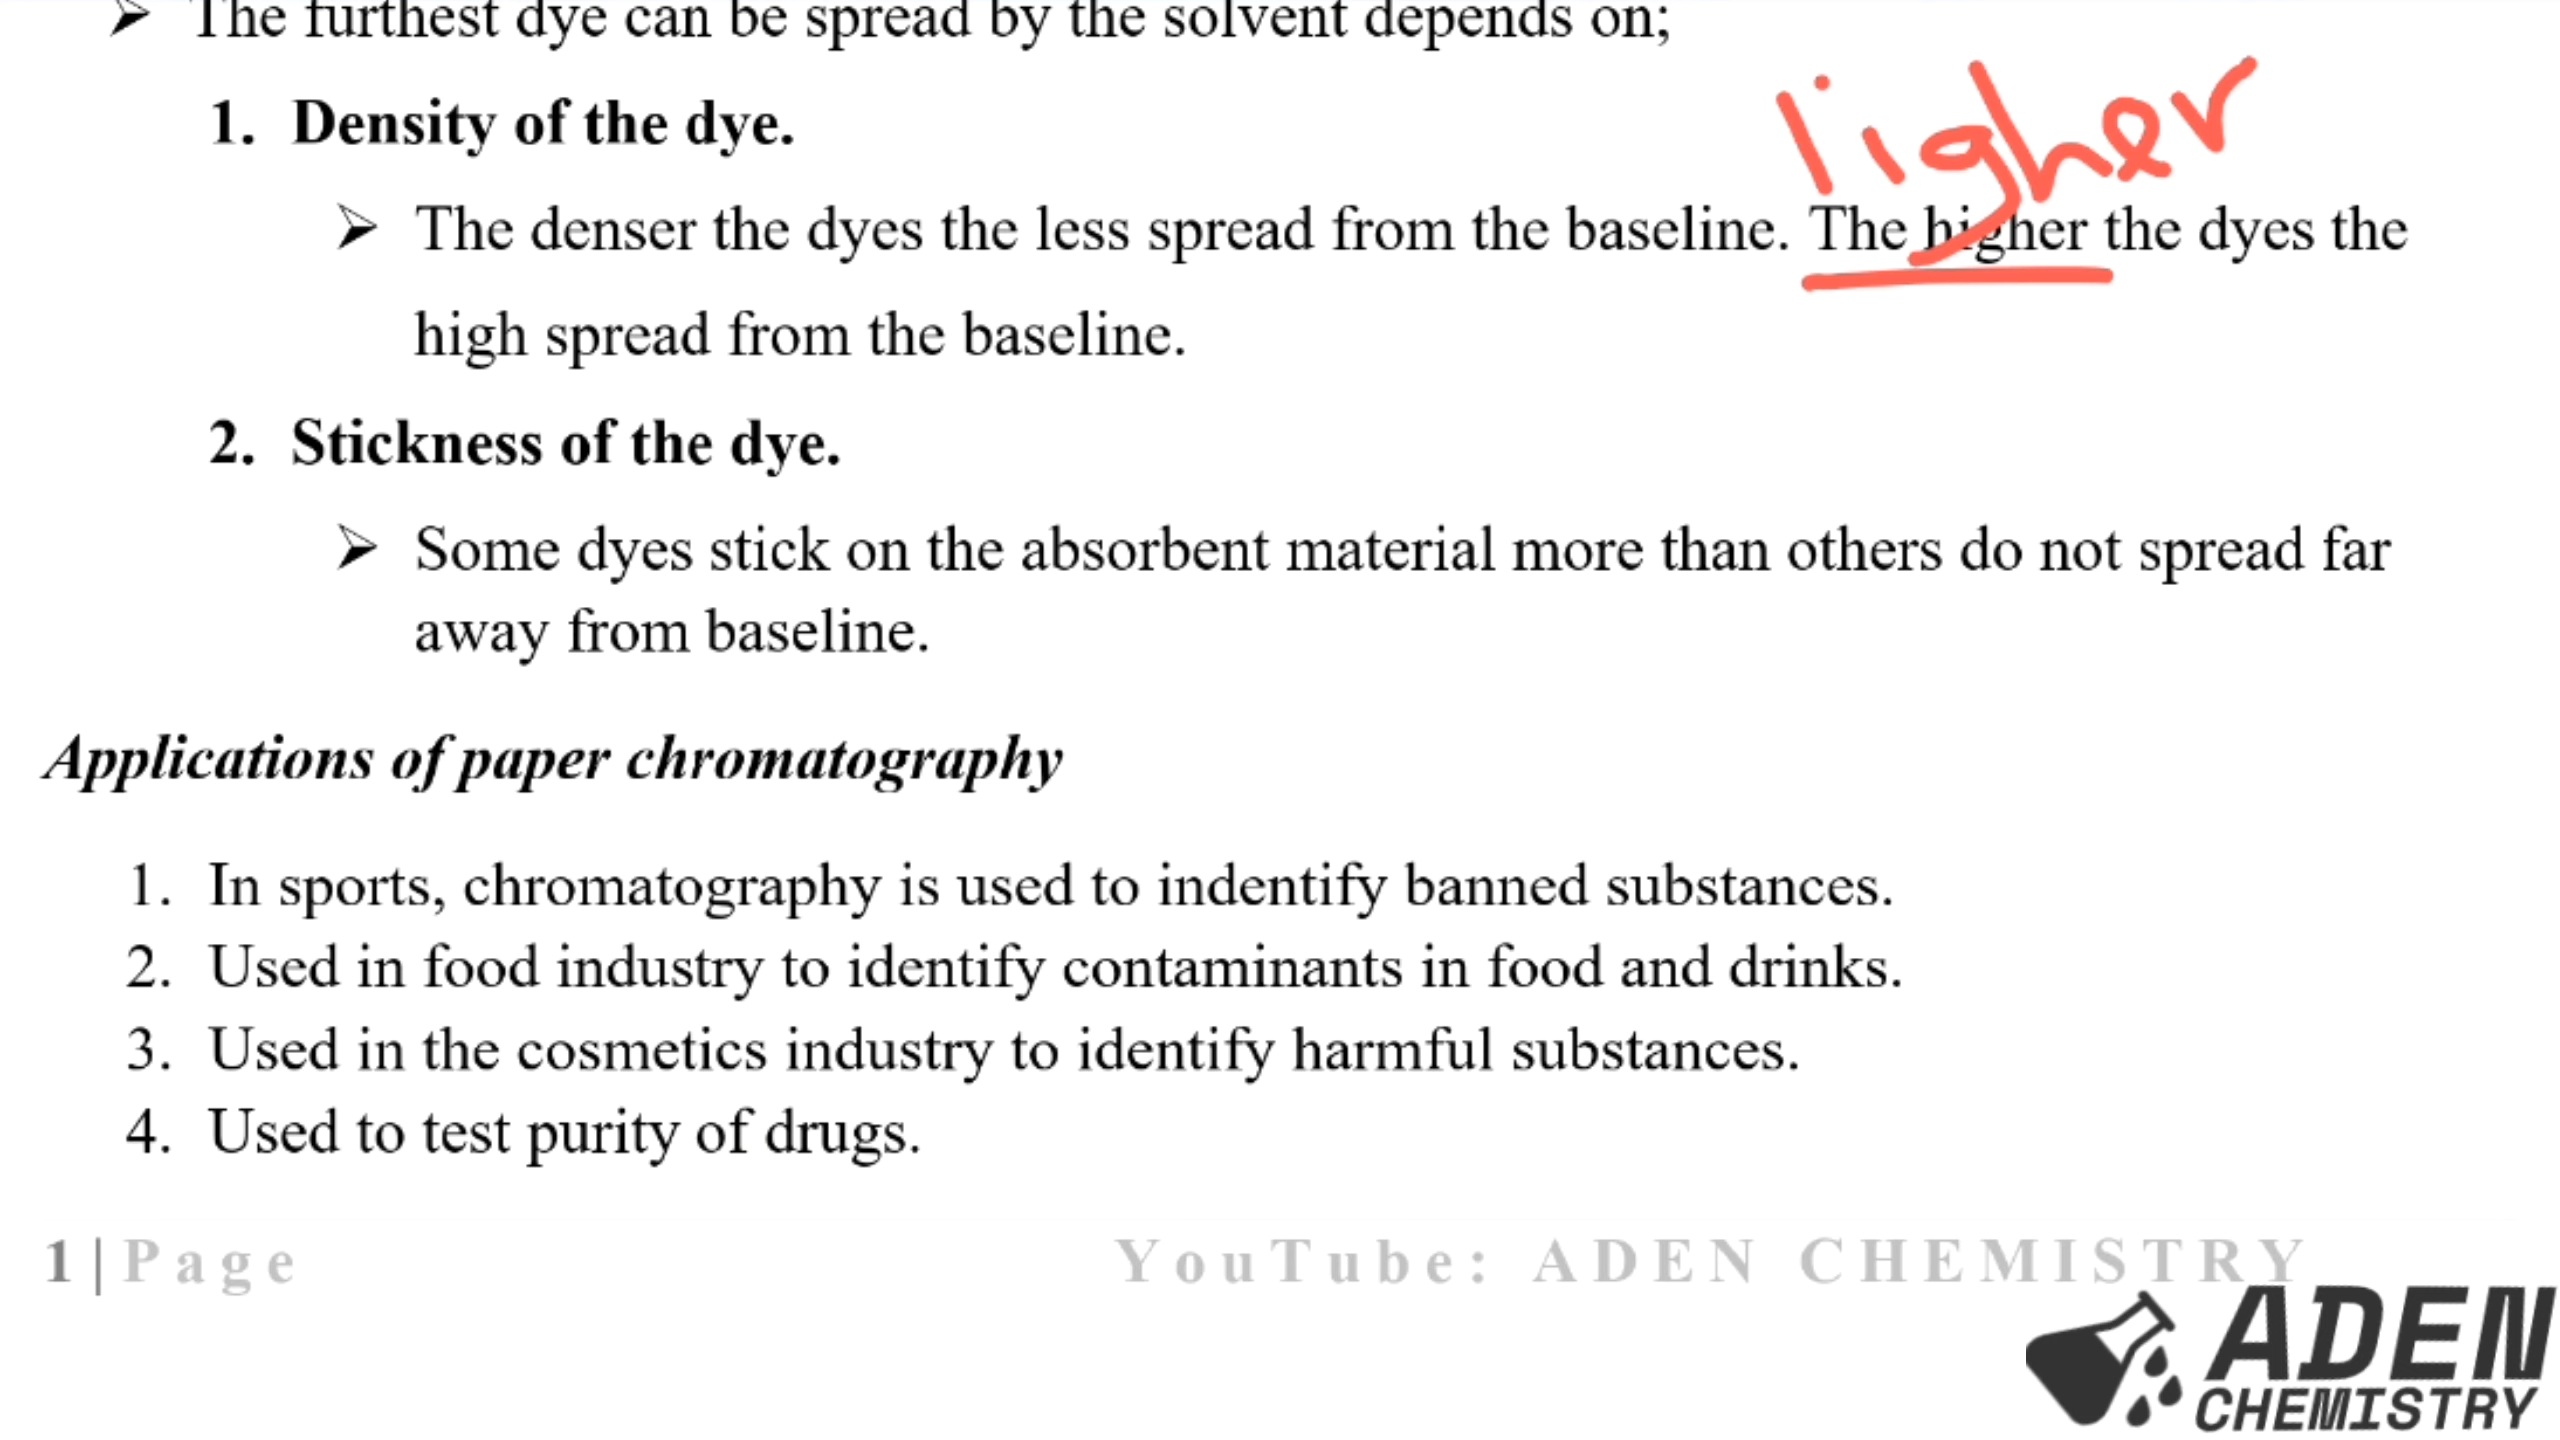 ➢ The furthest dye can be spread by the solvent depends on;
1. Density of the dye.
ligher
➢ The denser the dyes the less spread from the baseline. The higher the dyes the
high spread from the baseline.
2. Stickness of the dye.
➢ Some dyes stick on the absorbent material more than others do not spread far
away from baseline.
Applications of paper chromatography
1. In sports, chromatography is used to indentify banned substances.
2. Used in food industry to identify contaminants in food and drinks.
3. Used in the cosmetics industry to identify harmful substances.
4. Used to test purity of drugs.
1 | Page YouTube: ADEN CHEMISTRY
ADEN
CHEMISTRY